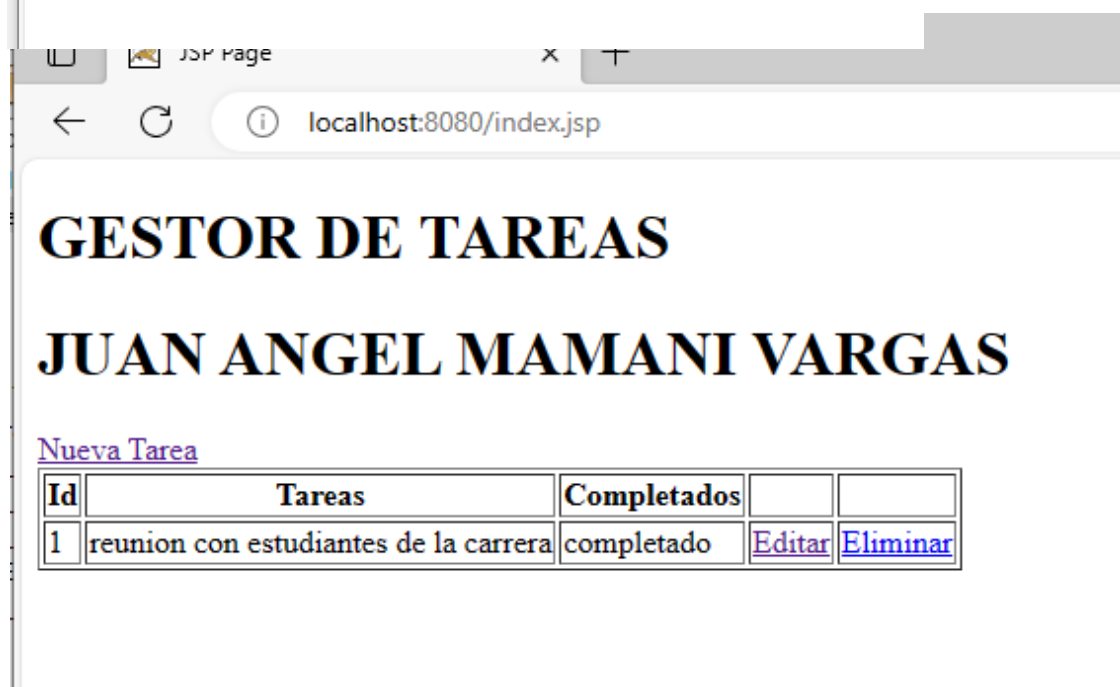 JSP Page
localhost:8080/index.jsp
GESTOR DE TAREAS
JUAN ANGEL MAMANI VARGAS
Nueva Tarea
Id Tareas Completados
1 reunion con estudiantes de la carrera completado Editar Eliminar